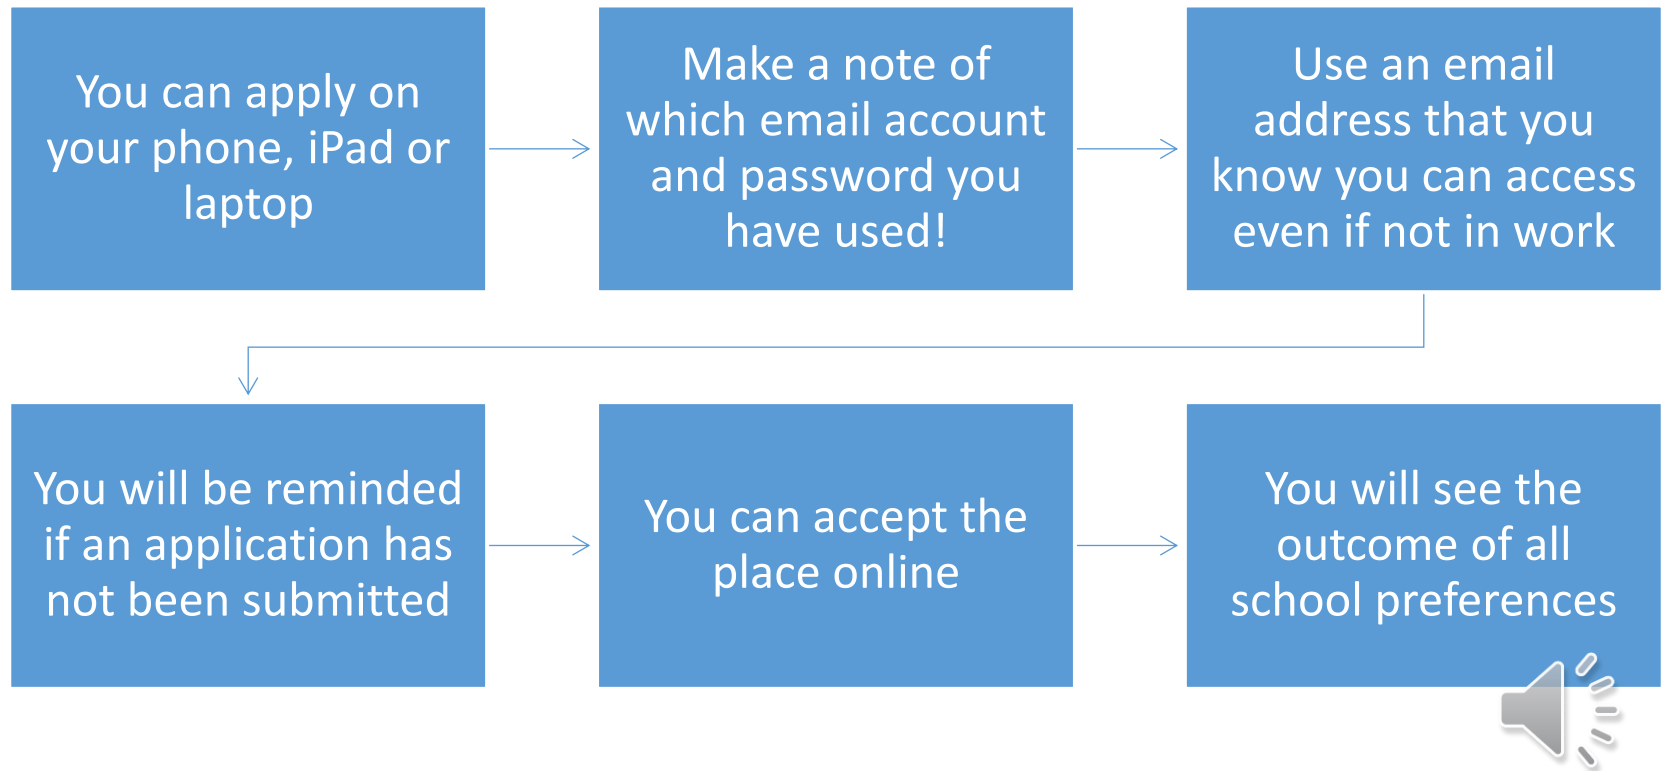 You can apply on
your phone, iPad or
laptop
Make a note of
which email account
and password you
have used!
Use an email
address that you
know you can access
even if not in work
You will be reminded
if an application has
not been submitted
You can accept the
place online
You will see the
outcome of all
school preferences